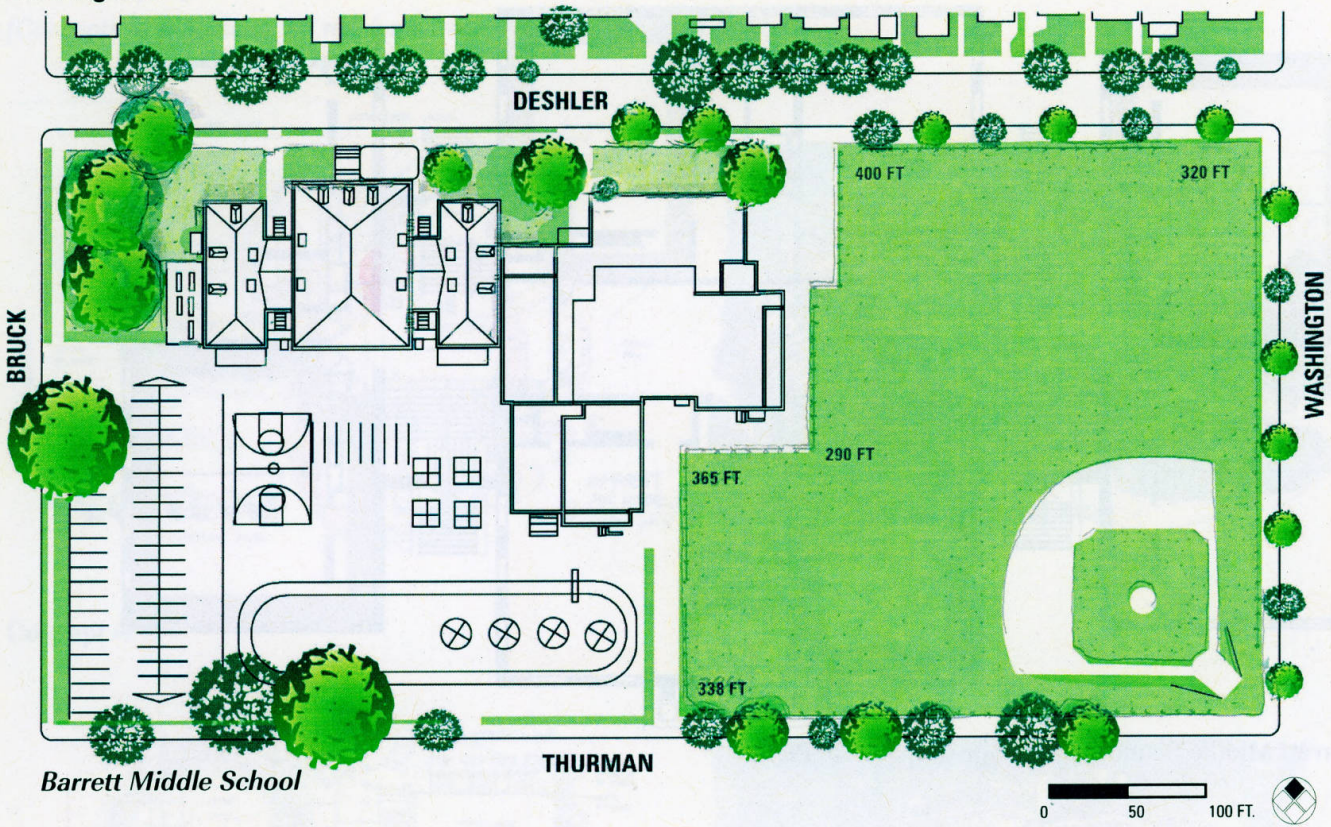 DESHLER
400 FT
320 FT
BRUCK
WASHINGTON
290 FT
365 FT.
338 FT
THURMAN
Barrett Middle School
0 50 100 FT.